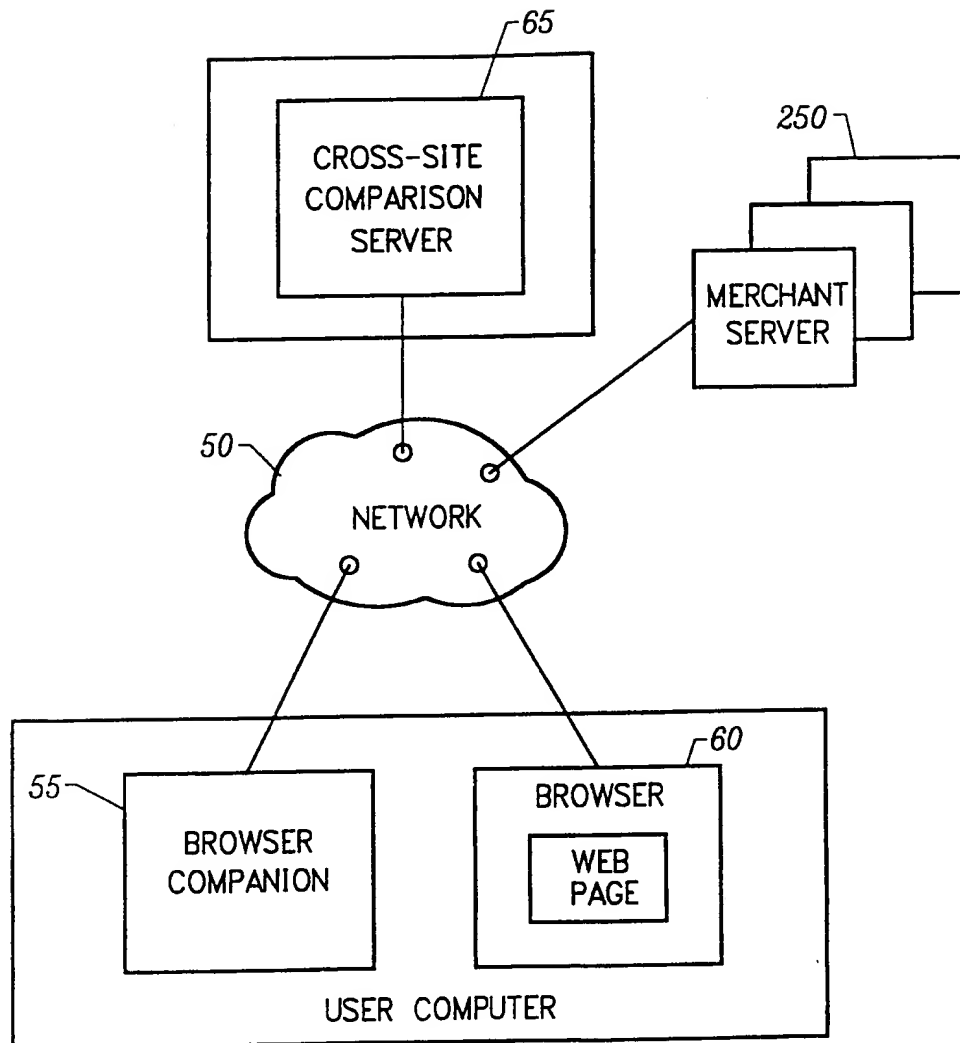 65
CROSS-SITE
COMPARISON
SERVER
250
MERCHANT
SERVER
50
NETWORK
55
BROWSER
COMPANION
60
BROWSER
WEB
PAGE
USER COMPUTER